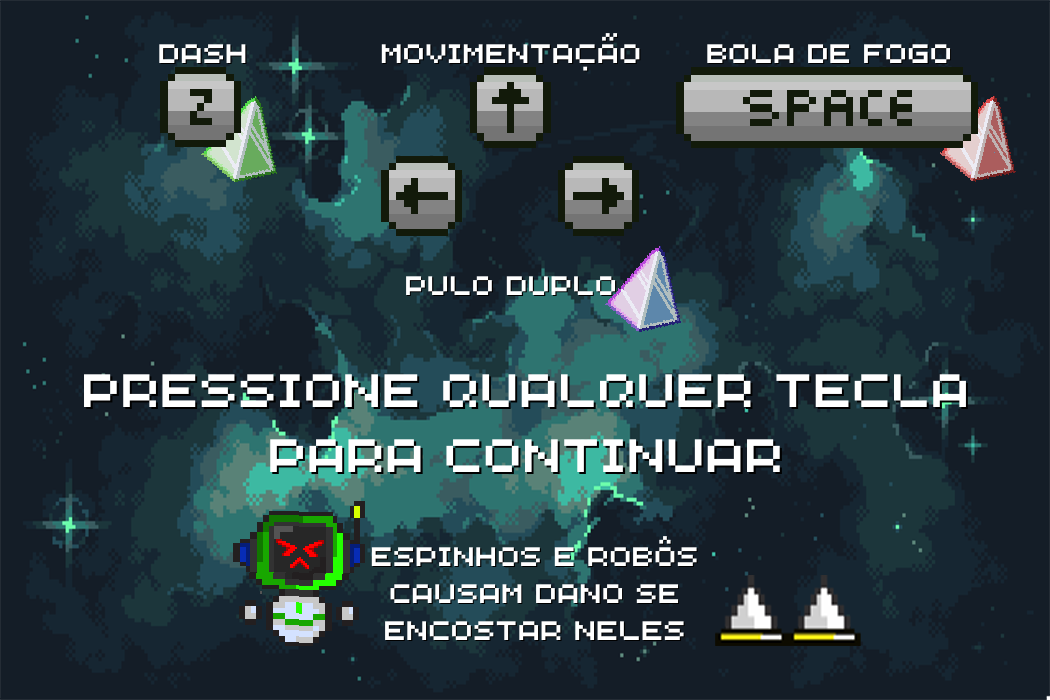 DASH
MOVIMENTAÇÃO
BOLA DE FOGO
Z
SPACE
PULO DUPLO
PRESSIONE QUALQUER TECLA
PARA CONTINUAR
ESPINHOS E ROBÔS
CAUSAM DANO SE
ENCOSTAR NELES